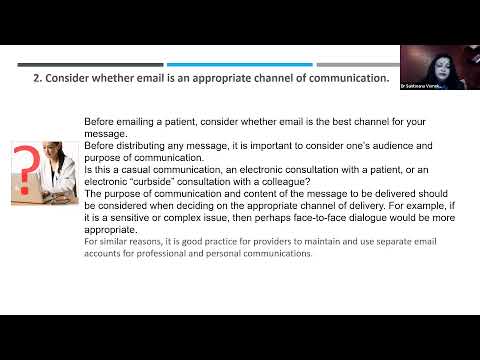 2. Consider whether email is an appropriate channel of communication.
Before emailing a patient, consider whether email is the best channel for your
message.
Before distributing any message, it is important to consider one's audience and
purpose of communication.
Is this a casual communication, an electronic consultation with a patient, or an
electronic “curbside” consultation with a colleague?
The purpose of communication and content of the message to be delivered should
be considered when deciding on the appropriate channel of delivery. For example, if
it is a sensitive or complex issue, then perhaps face-to-face dialogue would be more
appropriate.
For similar reasons, it is good practice for providers to maintain and use separate email
accounts for professional and personal communications.
?
Dr